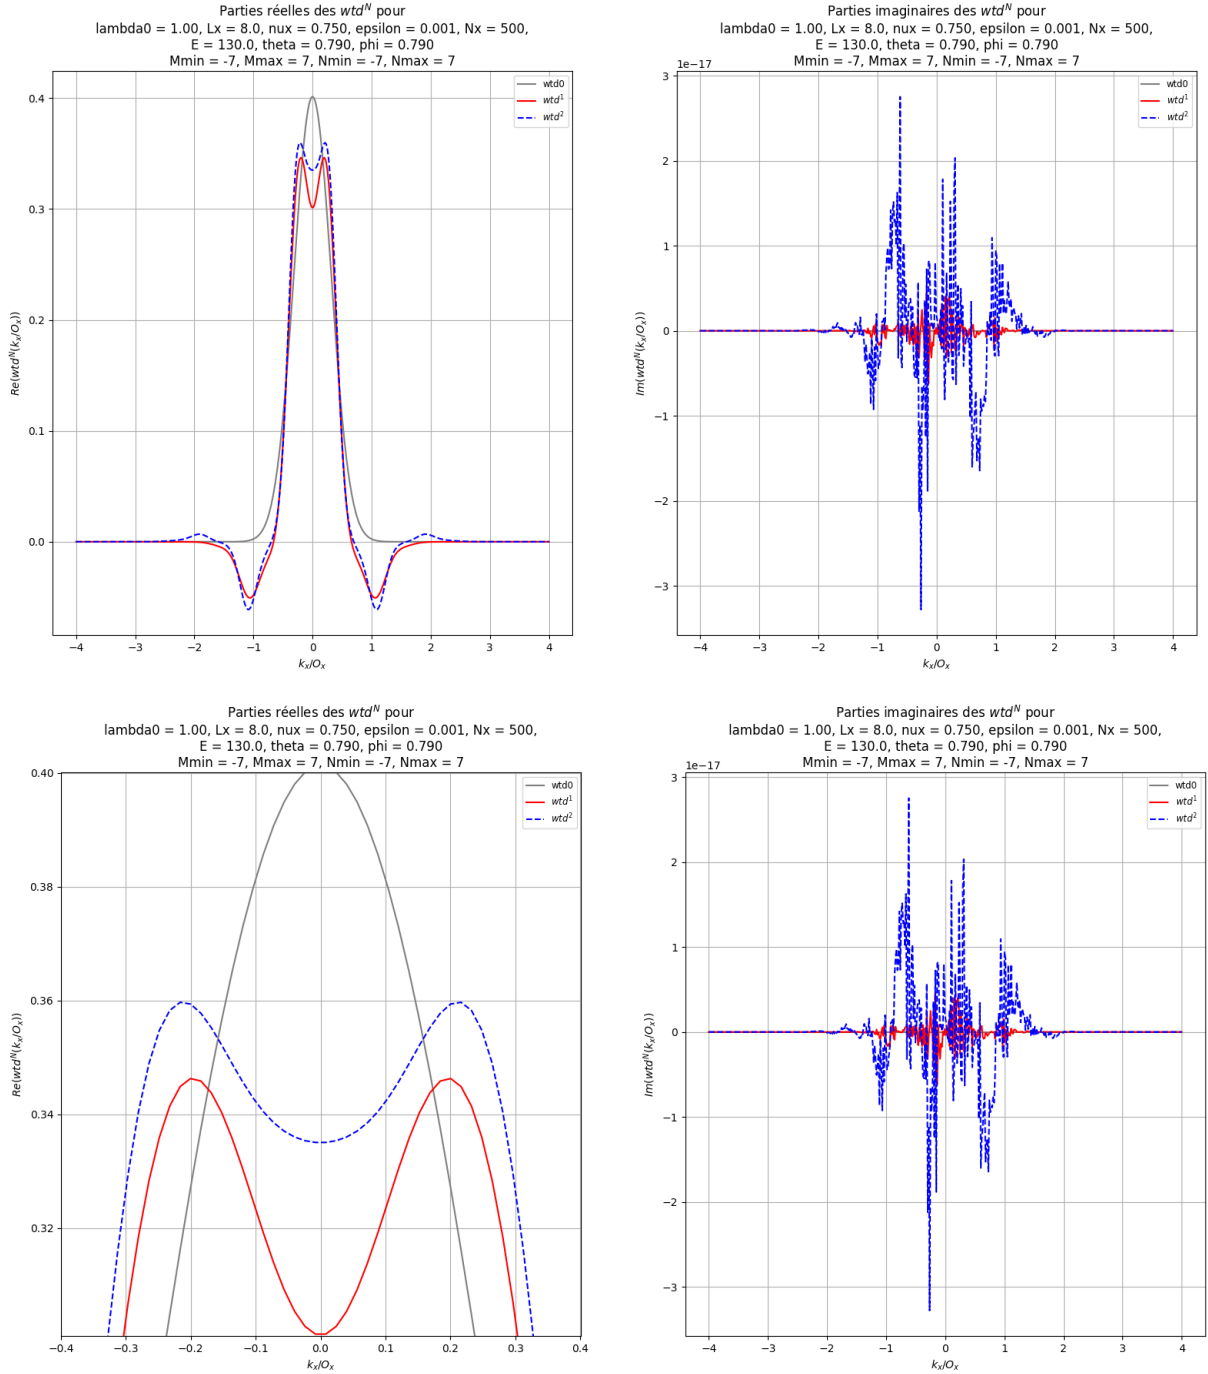 Parties réelles des wtd^N pour
lambda0 = 1.00, Lx = 8.0, nux = 0.750, epsilon = 0.001, Nx = 500,
E = 130.0, theta = 0.790, phi = 0.790
Mmin = -7, Mmax = 7, Nmin = -7, Nmax = 7
wtd0
wtd^1
wtd^2
0.4
0.3
0.2
0.1
0.0
Re(wtd^N(k_x/O_x))
−4 −3 −2 −1 0 1 2 3 4
k_x/O_x
Parties imaginaires des wtd^N pour
lambda0 = 1.00, Lx = 8.0, nux = 0.750, epsilon = 0.001, Nx = 500,
E = 130.0, theta = 0.790, phi = 0.790
Mmin = -7, Mmax = 7, Nmin = -7, Nmax = 7
1e−17
wtd0
wtd^1
wtd^2
3
2
1
0
−1
−2
−3
Im(wtd^N(k_x/O_x))
−4 −3 −2 −1 0 1 2 3 4
k_x/O_x
Parties réelles des wtd^N pour
lambda0 = 1.00, Lx = 8.0, nux = 0.750, epsilon = 0.001, Nx = 500,
E = 130.0, theta = 0.790, phi = 0.790
Mmin = -7, Mmax = 7, Nmin = -7, Nmax = 7
wtd0
wtd^1
wtd^2
0.40
0.38
0.36
0.34
0.32
Re(wtd^N(k_x/O_x))
−0.4 −0.3 −0.2 −0.1 0.0 0.1 0.2 0.3 0.4
k_x/O_x
Parties imaginaires des wtd^N pour
lambda0 = 1.00, Lx = 8.0, nux = 0.750, epsilon = 0.001, Nx = 500,
E = 130.0, theta = 0.790, phi = 0.790
Mmin = -7, Mmax = 7, Nmin = -7, Nmax = 7
1e−17
wtd0
wtd^1
wtd^2
3
2
1
0
−1
−2
−3
Im(wtd^N(k_x/O_x))
−4 −3 −2 −1 0 1 2 3 4
k_x/O_x